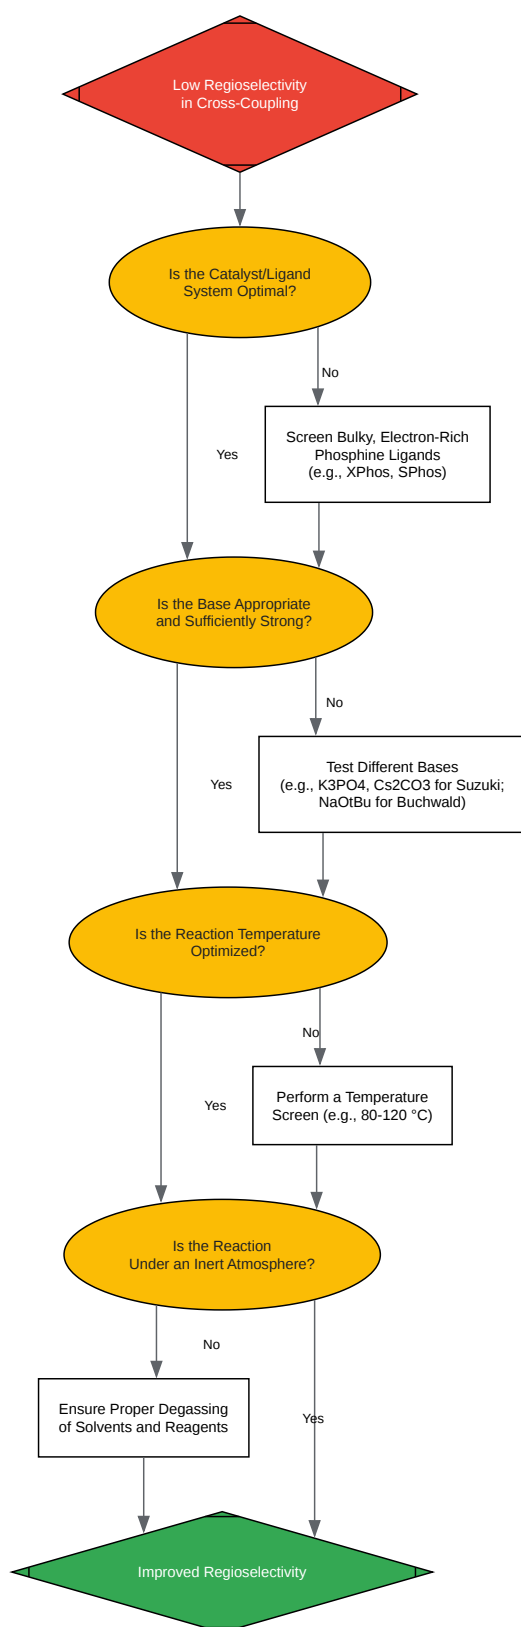 Low Regioselectivity
in Cross-Coupling
Is the Catalyst/Ligand
System Optimal?
No
Screen Bulky, Electron-Rich
Phosphine Ligands
(e.g., XPhos, SPhos)
Yes
Is the Base Appropriate
and Sufficiently Strong?
No
Test Different Bases
(e.g., K3PO4, Cs2CO3 for Suzuki;
NaOtBu for Buchwald)
Yes
Is the Reaction Temperature
Optimized?
No
Perform a Temperature
Screen (e.g., 80-120 °C)
Yes
Is the Reaction
Under an Inert Atmosphere?
No
Ensure Proper Degassing
of Solvents and Reagents
Yes
Improved Regioselectivity